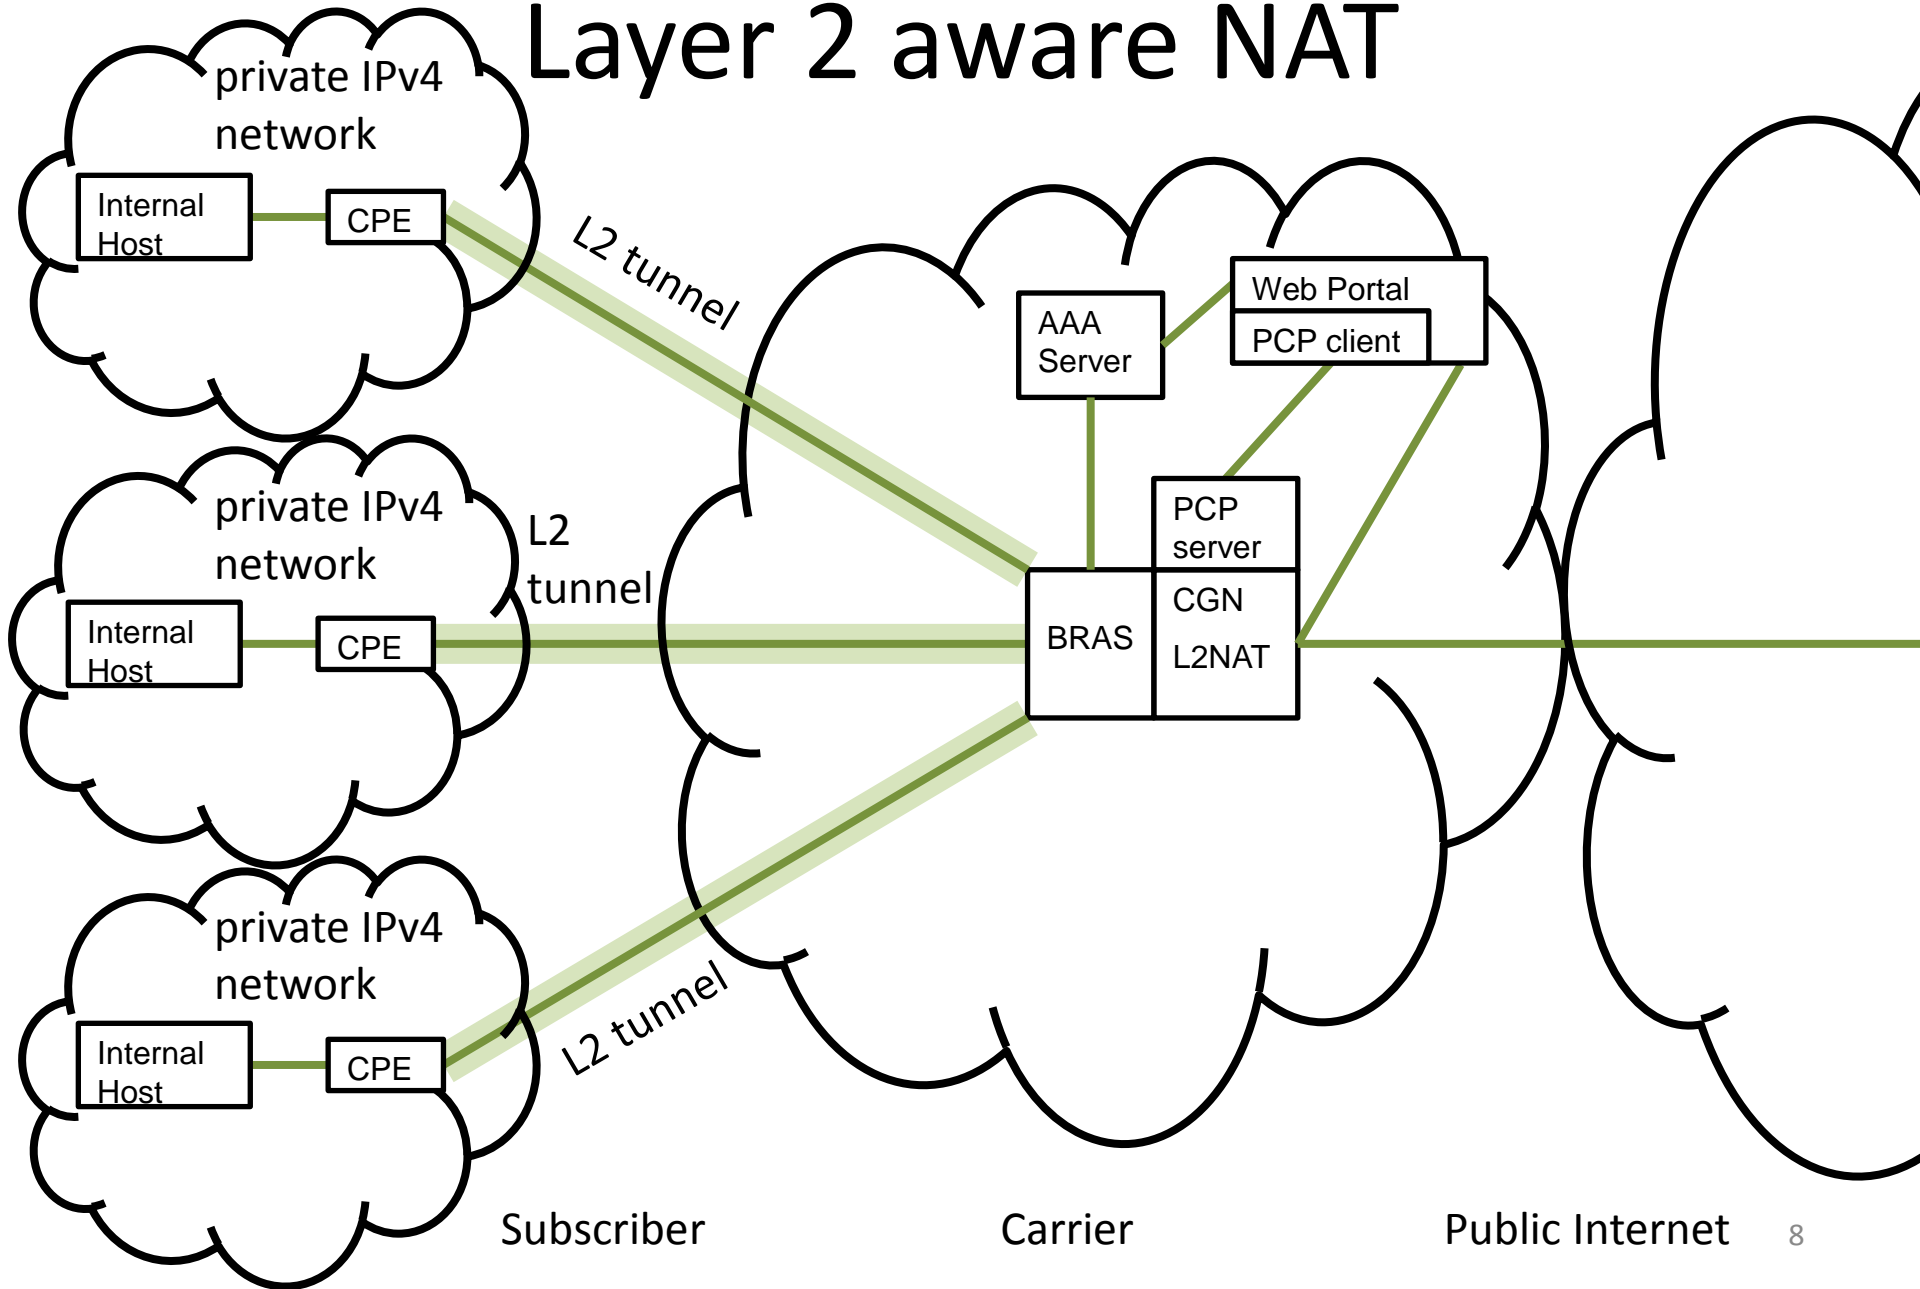 Layer 2 aware NAT
private IPv4
network
Internal
Host
CPE
L2 tunnel
private IPv4
network
Internal
Host
CPE
L2
tunnel
private IPv4
network
Internal
Host
CPE
L2 tunnel
AAA
Server
Web Portal
PCP client
PCP
server
BRAS
CGN
L2NAT
Subscriber
Carrier
Public Internet
8